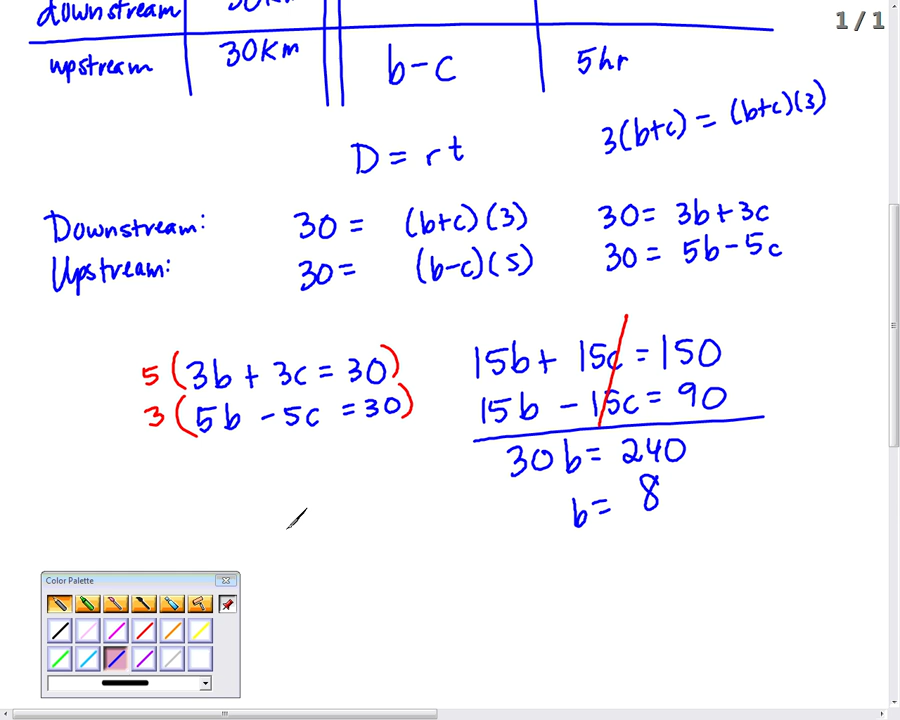 1 / 1
downstream 30Km
upstream 30Km b-c 5hr
3(b+c) = (b+c)(3)
D = rt
Downstream: 30 = (b+c)(3) 30 = 3b+3c
Upstream: 30 = (b-c)(5) 30 = 5b-5c
5(3b + 3c = 30) 15b + 15c = 150
3(5b - 5c = 30) 15b - 15c = 90
30b = 240
b = 8
Color Palette